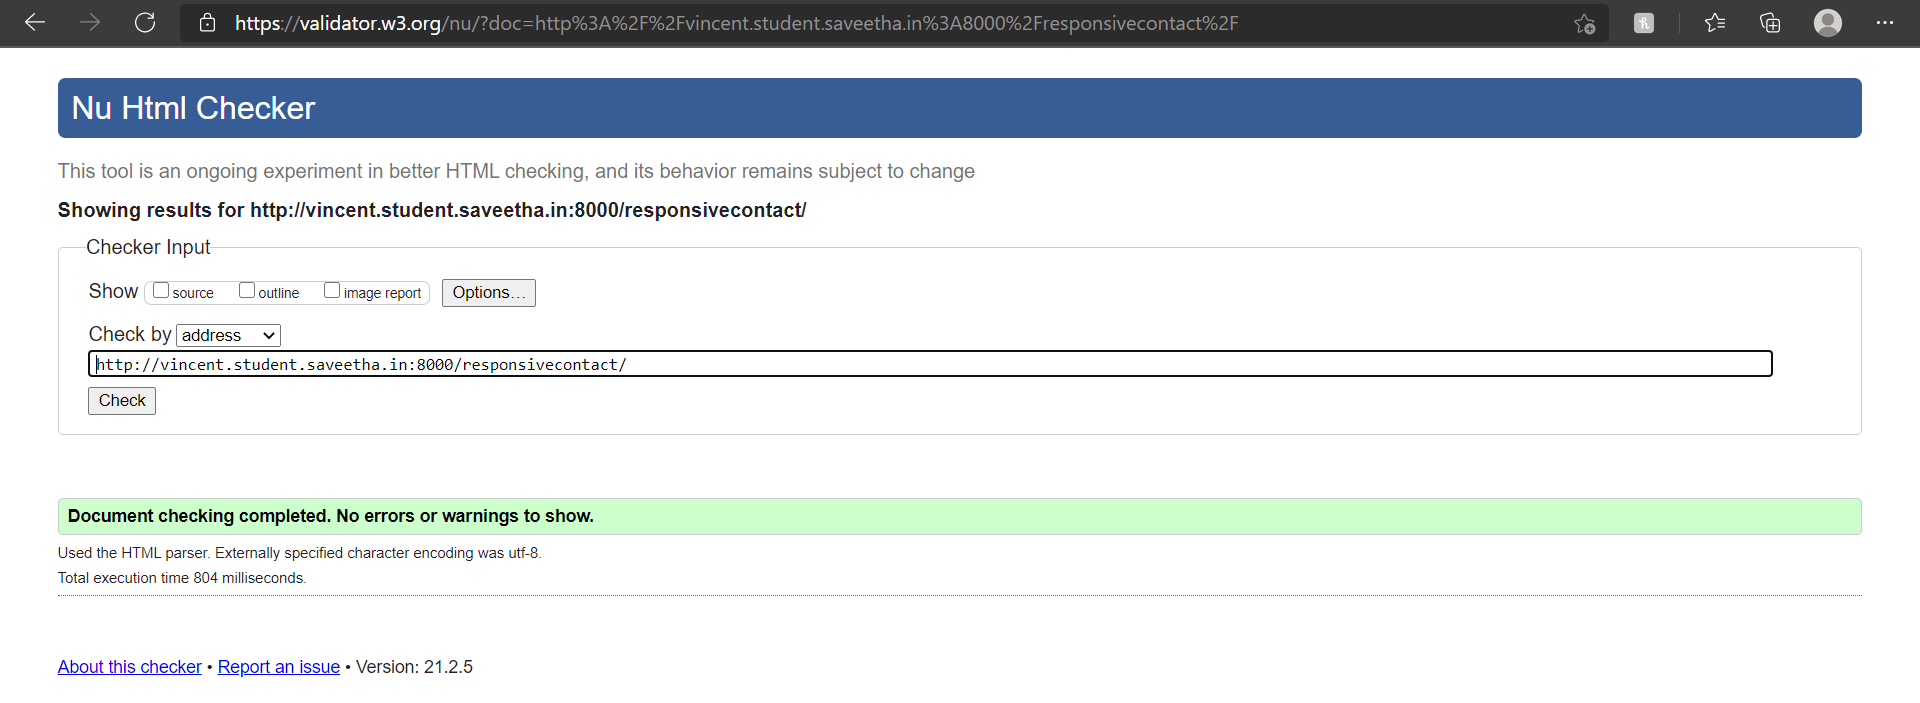 https://validator.w3.org/nu/?doc=http%3A%2F%2Fvincent.student.saveetha.in%3A8000%2Fresponsivecontact%2F
Nu Html Checker
This tool is an ongoing experiment in better HTML checking, and its behavior remains subject to change
Showing results for http://vincent.student.saveetha.in:8000/responsivecontact/
Checker Input
Show source outline image report Options...
Check by address
http://vincent.student.saveetha.in:8000/responsivecontact/
Check
Document checking completed. No errors or warnings to show.
Used the HTML parser. Externally specified character encoding was utf-8.
Total execution time 804 milliseconds.
About this checker • Report an issue • Version: 21.2.5